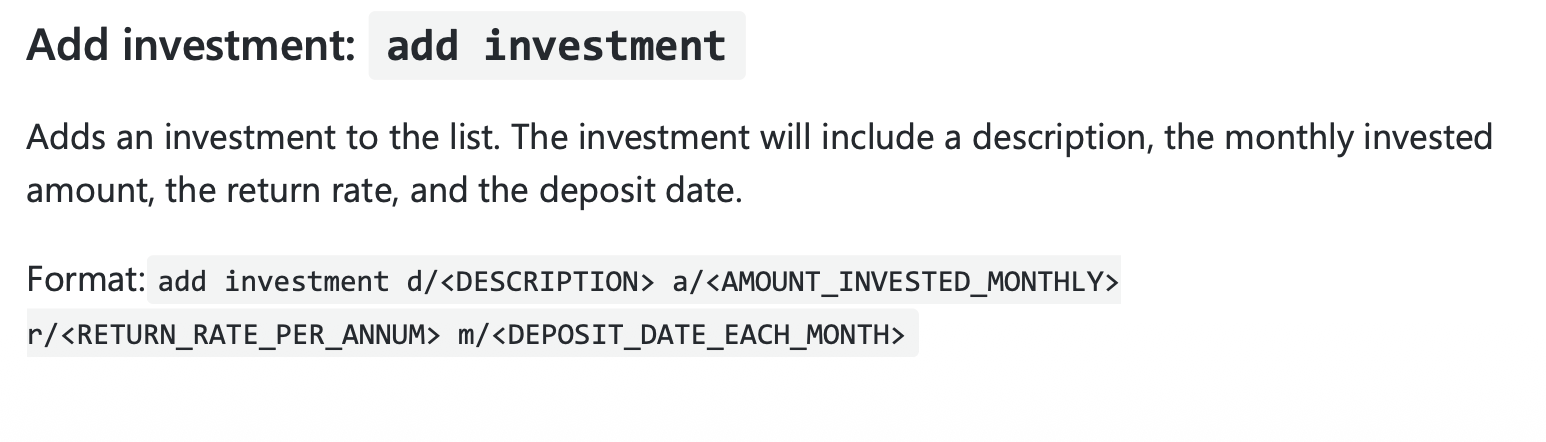 Add investment: add investment
Adds an investment to the list. The investment will include a description, the monthly invested
amount, the return rate, and the deposit date.
Format: add investment d/<DESCRIPTION> a/<AMOUNT_INVESTED_MONTHLY>
r/<RETURN_RATE_PER_ANNUM> m/<DEPOSIT_DATE_EACH_MONTH>